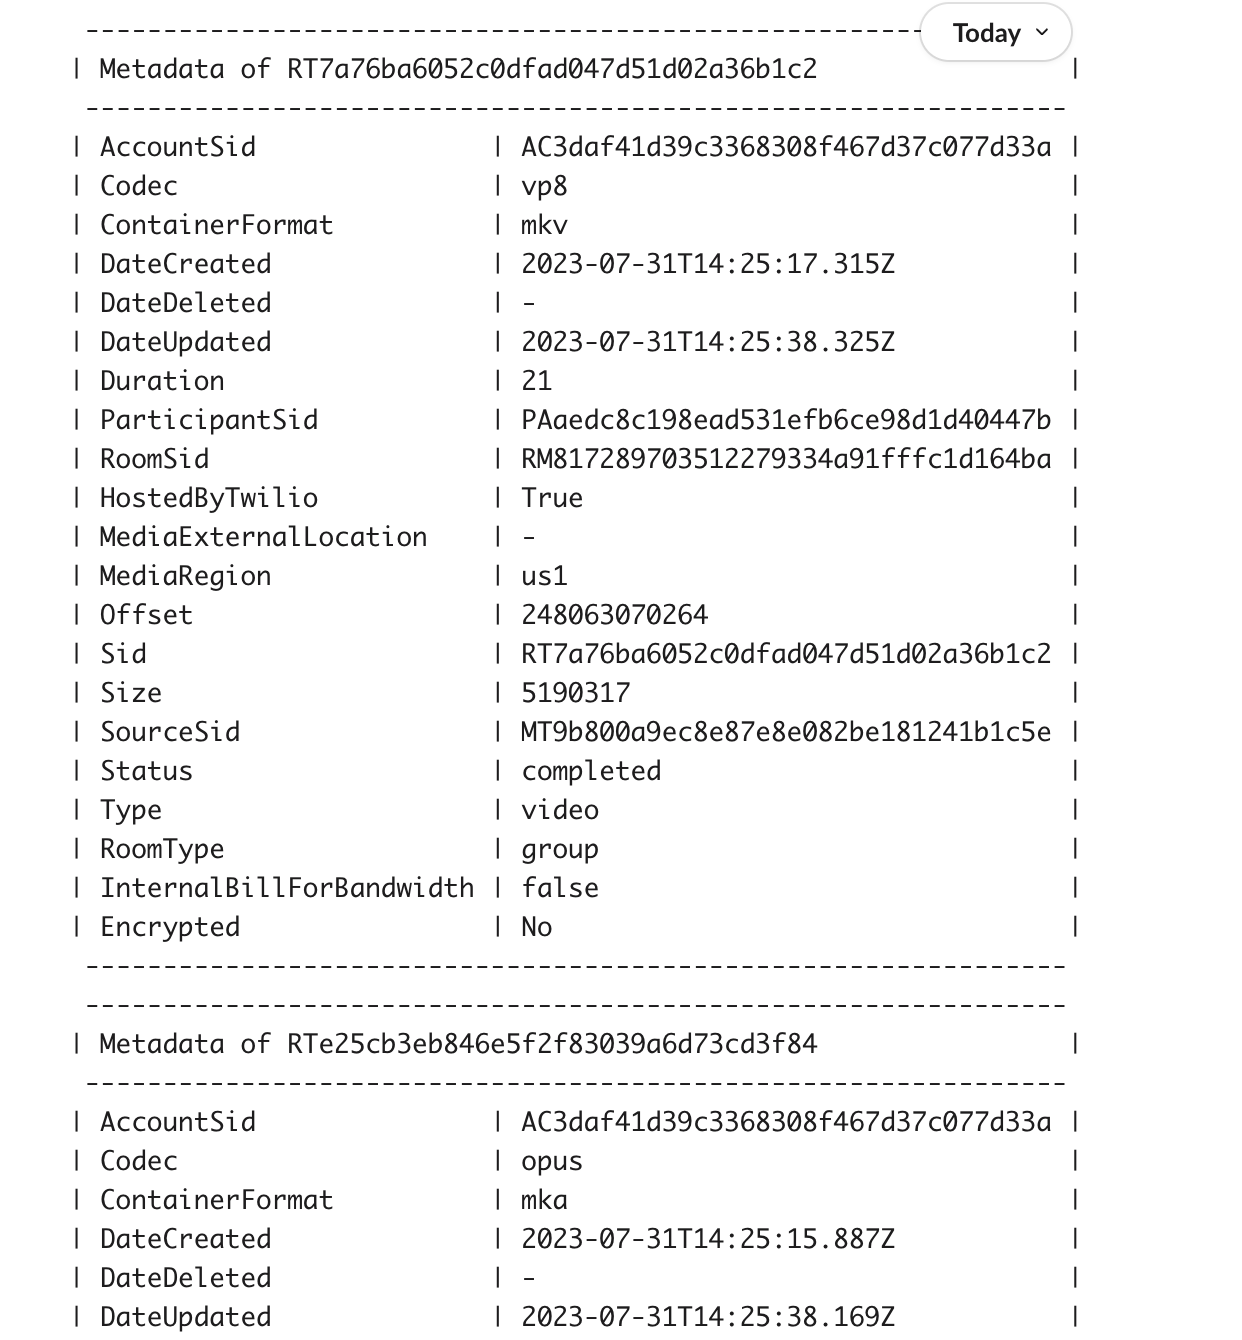 ---------------------------------------------------------------
Today
| Metadata of RT7a76ba6052c0dfad047d51d02a36b1c2 |
---------------------------------------------------------------
| AccountSid | AC3daf41d39c3368308f467d37c077d33a |
| Codec | vp8 |
| ContainerFormat | mkv |
| DateCreated | 2023-07-31T14:25:17.315Z |
| DateDeleted | - |
| DateUpdated | 2023-07-31T14:25:38.325Z |
| Duration | 21 |
| ParticipantSid | PAaedc8c198ead531efb6ce98d1d40447b |
| RoomSid | RM817289703512279334a91fffc1d164ba |
| HostedByTwilio | True |
| MediaExternalLocation | - |
| MediaRegion | us1 |
| Offset | 248063070264 |
| Sid | RT7a76ba6052c0dfad047d51d02a36b1c2 |
| Size | 5190317 |
| SourceSid | MT9b800a9ec8e87e8e082be181241b1c5e |
| Status | completed |
| Type | video |
| RoomType | group |
| InternalBillForBandwidth | false |
| Encrypted | No |
---------------------------------------------------------------
---------------------------------------------------------------
| Metadata of RTe25cb3eb846e5f2f83039a6d73cd3f84 |
---------------------------------------------------------------
| AccountSid | AC3daf41d39c3368308f467d37c077d33a |
| Codec | opus |
| ContainerFormat | mka |
| DateCreated | 2023-07-31T14:25:15.887Z |
| DateDeleted | - |
| DateUpdated | 2023-07-31T14:25:38.169Z |